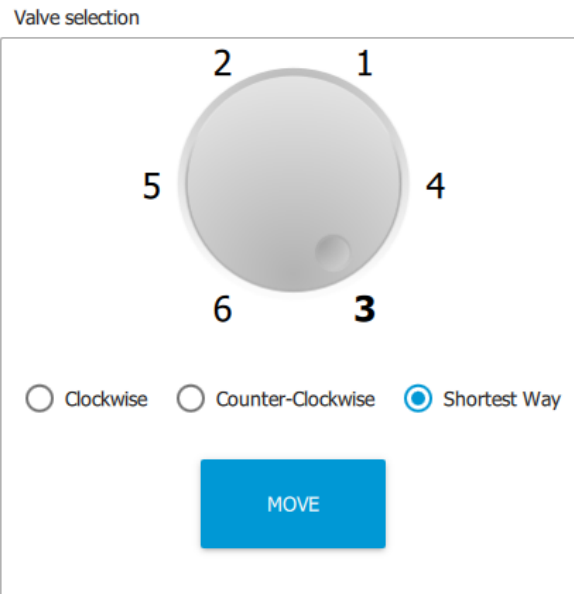 Valve selection
2 1
5 4
6 3
Clockwise Counter-Clockwise Shortest Way
MOVE